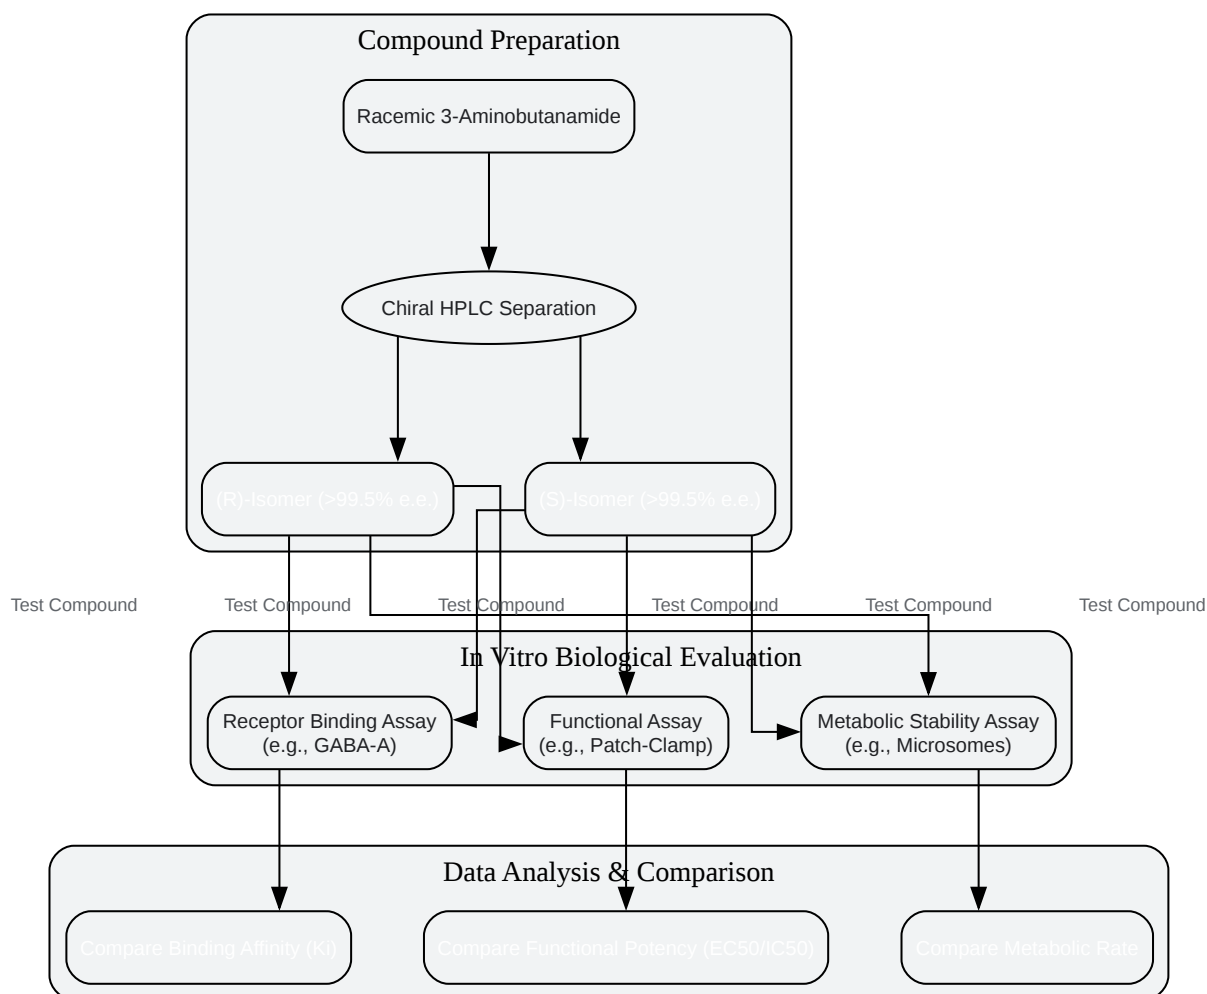 Compound Preparation
Racemic 3-Aminobutanamide
Chiral HPLC Separation
(R)-Isomer (>99.5% e.e.)
(S)-Isomer (>99.5% e.e.)
Test Compound
Test Compound
Test Compound
Test Compound
Test Compound
Test Compound
In Vitro Biological Evaluation
Receptor Binding Assay
(e.g., GABA-A)
Functional Assay
(e.g., Patch-Clamp)
Metabolic Stability Assay
(e.g., Microsomes)
Data Analysis & Comparison
Compare Binding Affinity (Ki)
Compare Functional Potency (EC50/IC50)
Compare Metabolic Rate